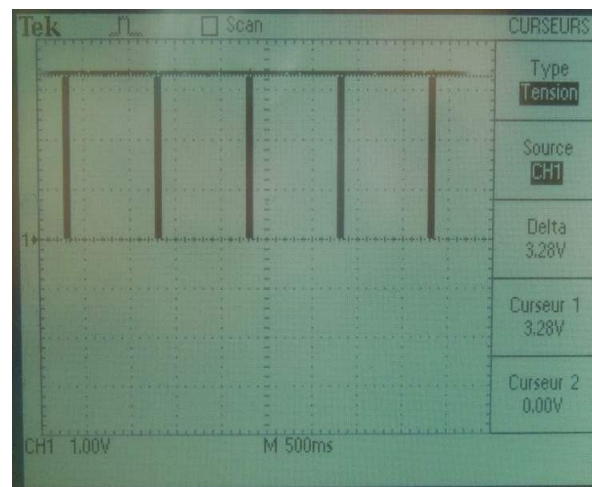 Tek
Scan
CURSEURS
Type
Tension
Source
CH1
Delta
3.28V
Curseur 1
3.28V
Curseur 2
0.00V
1
CH1 1.00V
M 500ms